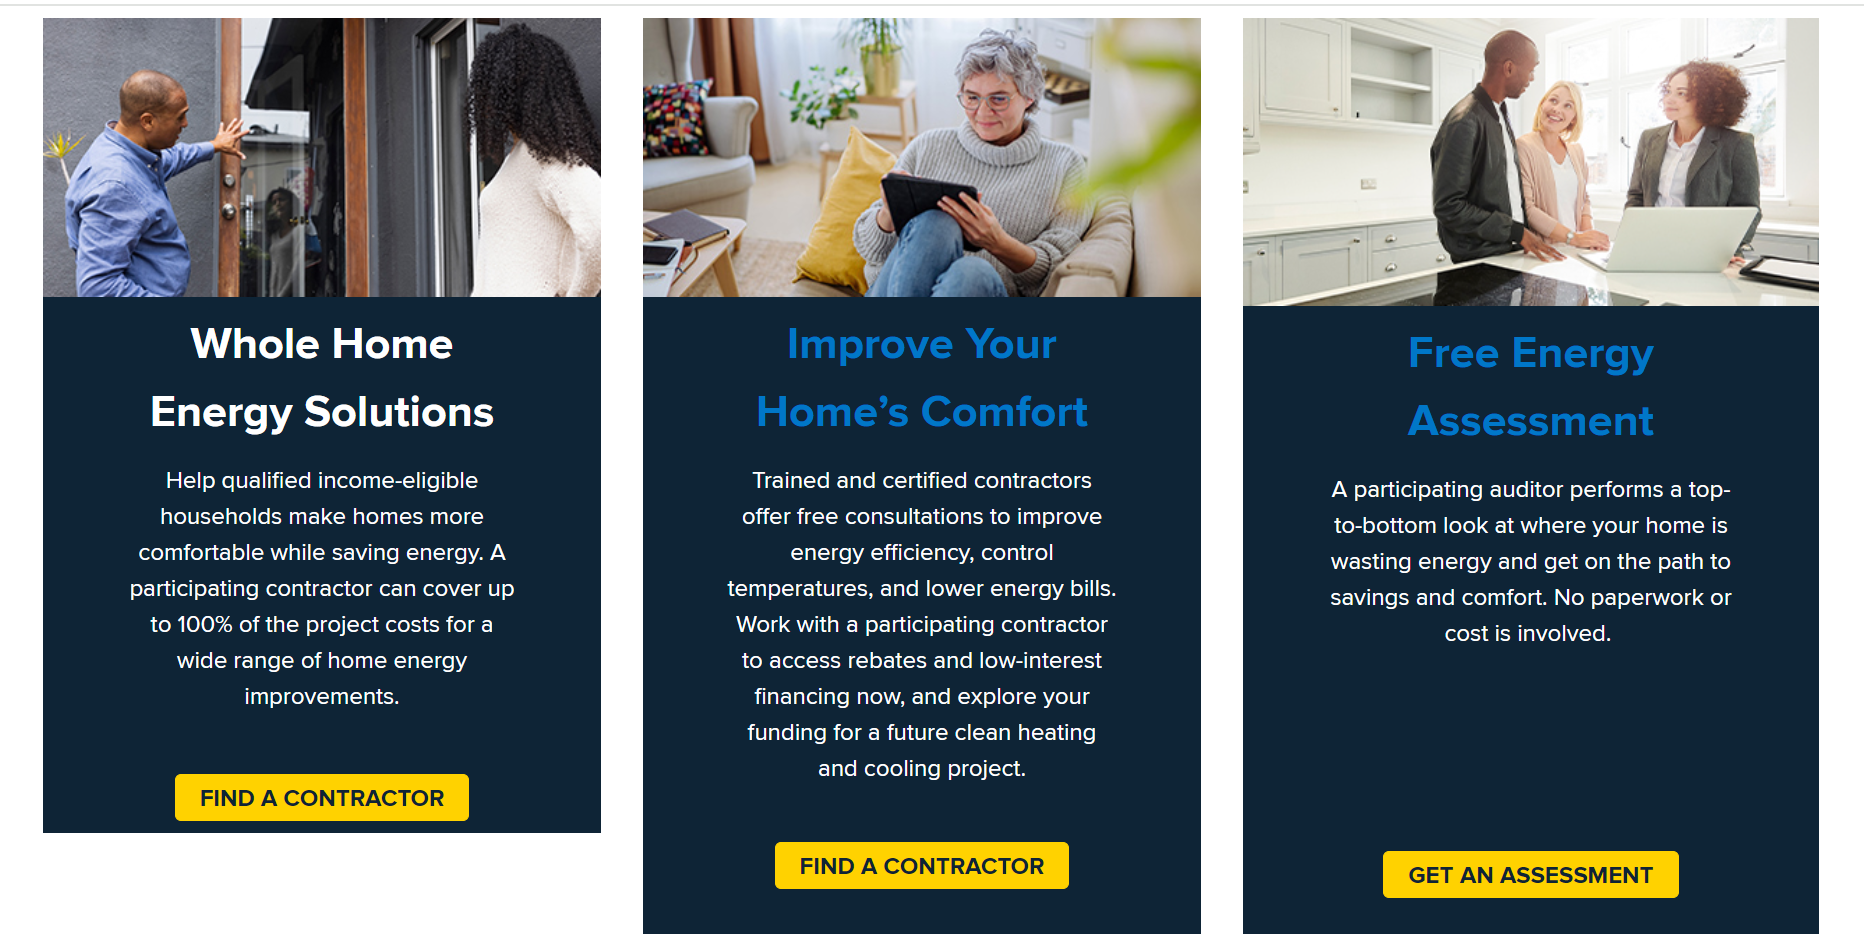 Whole Home
Energy Solutions
Help qualified income-eligible
households make homes more
comfortable while saving energy. A
participating contractor can cover up
to 100% of the project costs for a
wide range of home energy
improvements.
FIND A CONTRACTOR
Improve Your
Home’s Comfort
Trained and certified contractors
offer free consultations to improve
energy efficiency, control
temperatures, and lower energy bills.
Work with a participating contractor
to access rebates and low-interest
financing now, and explore your
funding for a future clean heating
and cooling project.
FIND A CONTRACTOR
Free Energy
Assessment
A participating auditor performs a top-
to-bottom look at where your home is
wasting energy and get on the path to
savings and comfort. No paperwork or
cost is involved.
GET AN ASSESSMENT